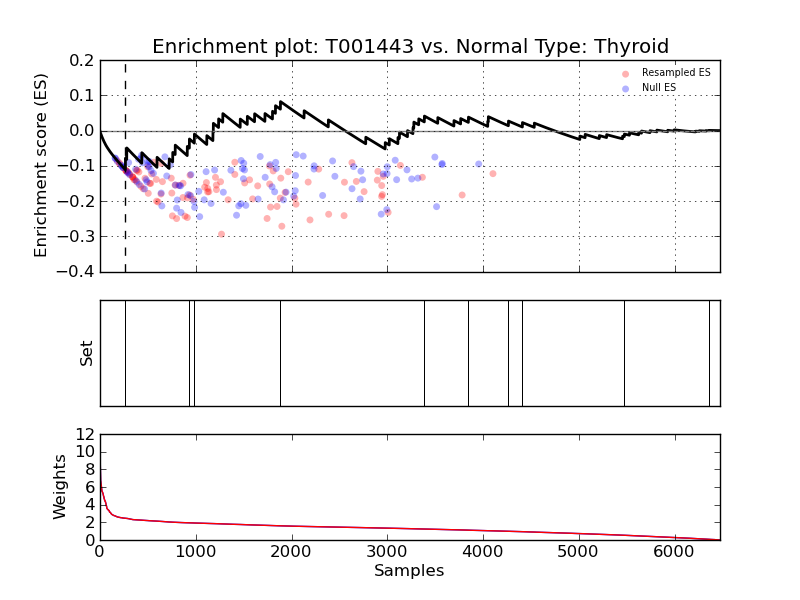 Enrichment plot: T001443 vs. Normal Type: Thyroid
Enrichment score (ES)
0.2
0.1
0.0
−0.1
−0.2
−0.3
−0.4
Resampled ES
Null ES
Set
Weights
12
10
8
6
4
2
0
0 1000 2000 3000 4000 5000 6000
Samples